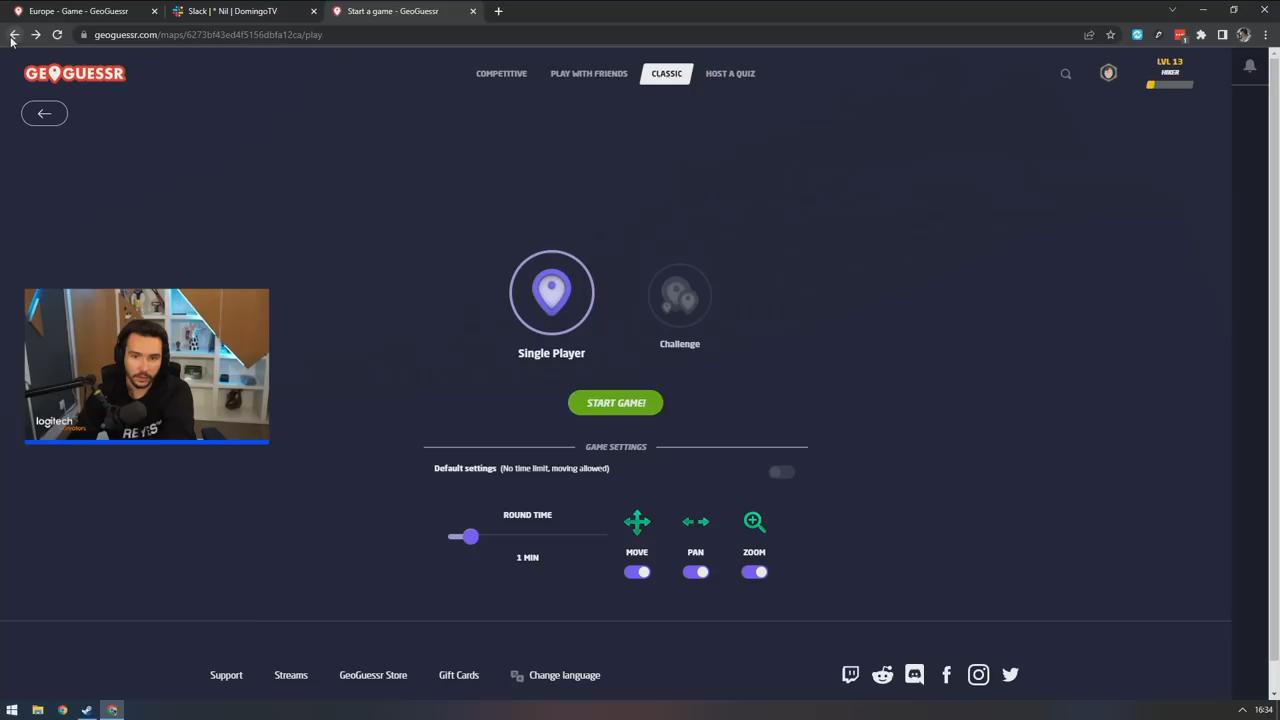 Europe - Game - GeoGuessr
Slack | * Nil | DomingoTV
Start a game - GeoGuessr
geoguessr.com/maps/6273bf43ed4f5156dbfa12ca/play
1
GEOGUESSR
COMPETITIVE
PLAY WITH FRIENDS
CLASSIC
HOST A QUIZ
LVL 13
HIKER
Single Player
Challenge
START GAME!
logitech
GAME SETTINGS
Default settings (No time limit, moving allowed)
ROUND TIME
1 MIN
MOVE
PAN
ZOOM
Support
Streams
GeoGuessr Store
Gift Cards
Change language
16:34